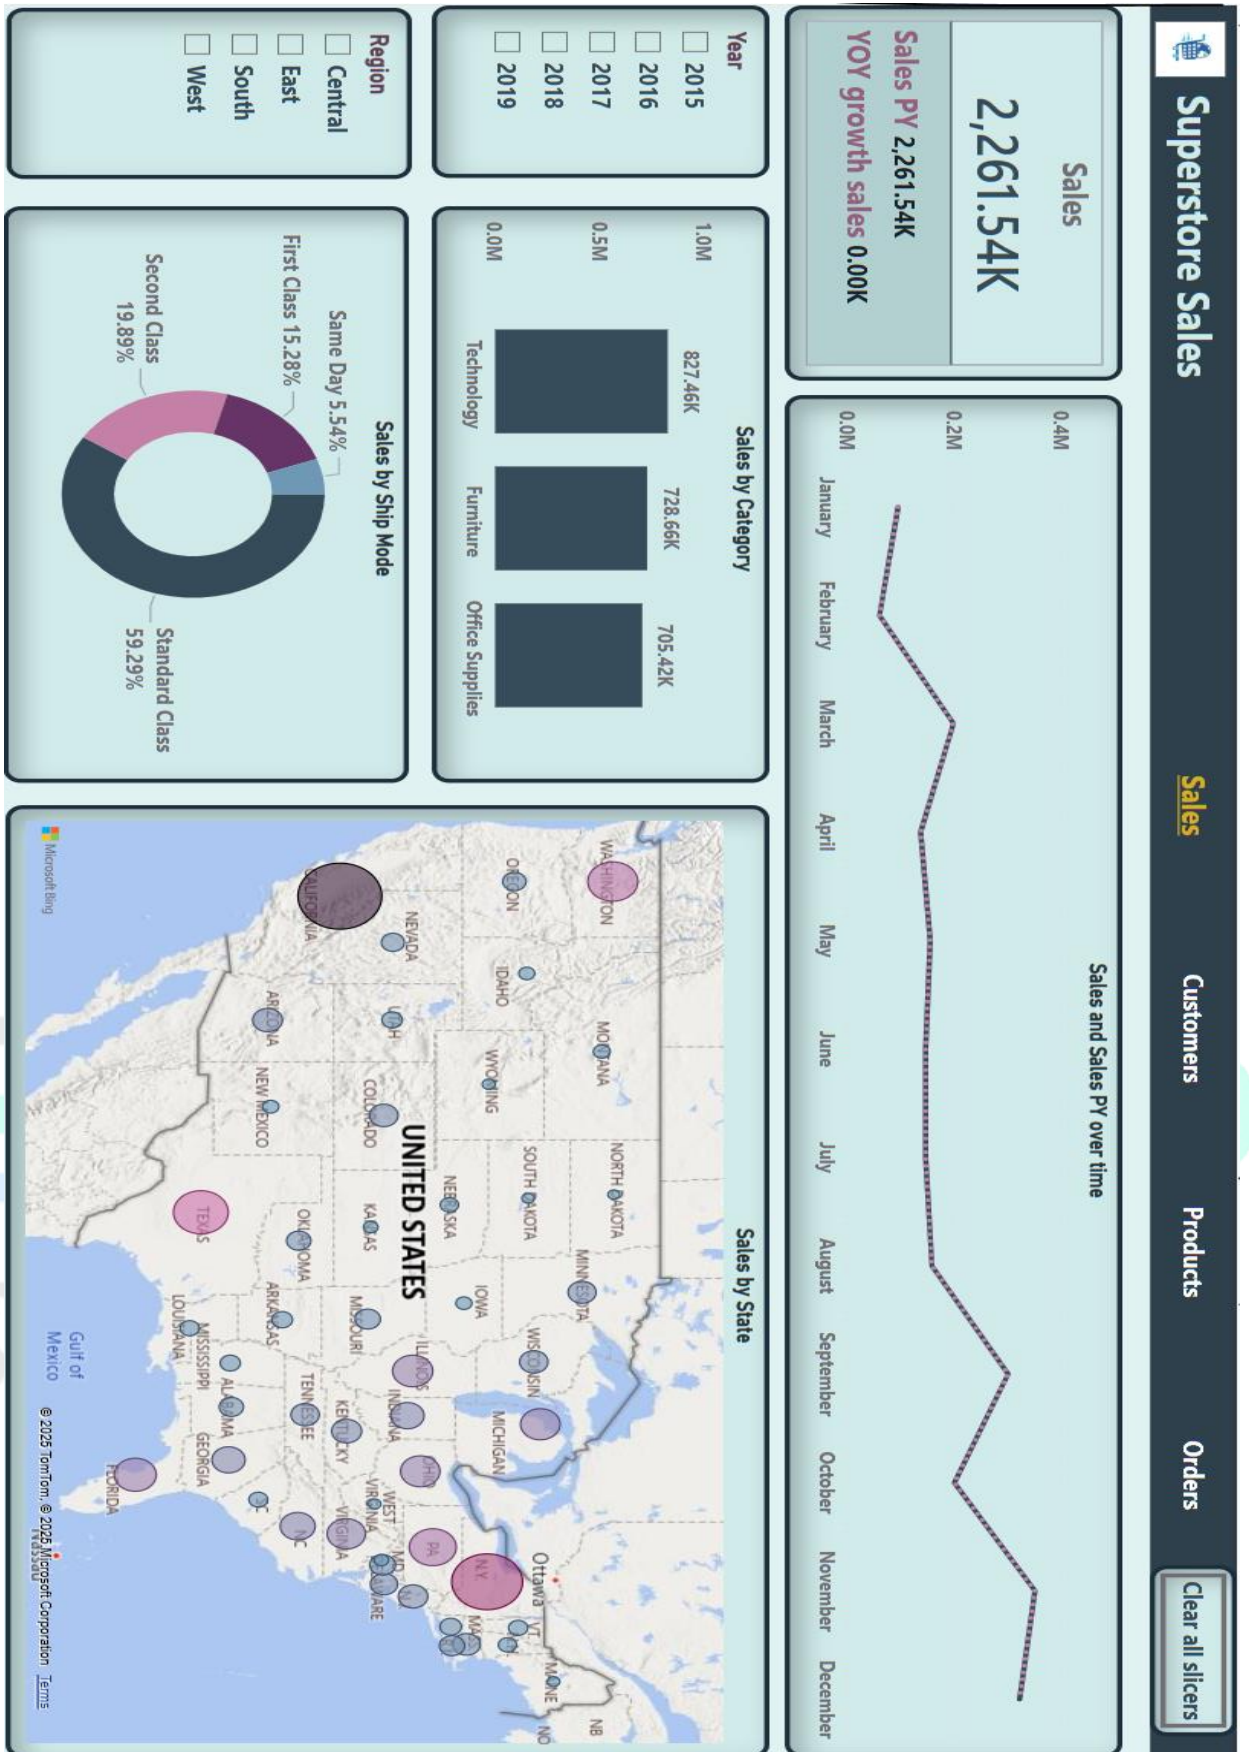 Superstore Sales
Sales
Customers
Products
Orders
Clear all slicers
Sales
2,261.54K
Sales PY 2,261.54K
YOY growth sales 0.00K
Sales and Sales PY over time
0.4M
0.2M
0.0M
January
February
March
April
May
June
July
August
September
October
November
December
Year
2015
2016
2017
2018
2019
Sales by Category
1.0M
0.5M
0.0M
827.46K
728.66K
705.42K
Technology
Furniture
Office Supplies
Region
Central
East
South
West
Sales by Ship Mode
Same Day 5.54%
First Class 15.28%
Second Class
19.89%
Standard Class
59.29%
Sales by State
WASHINGTON
MONTANA
NORTH DAKOTA
MINNESOTA
Ottawa
VT
MAINE
NB
OREGON
IDAHO
WYOMING
SOUTH DAKOTA
WISCONSIN
MICHIGAN
N.Y.
NEBRASKA
IOWA
PA
NEVADA
UTAH
COLORADO
UNITED STATES
KANSAS
MISSOURI
ILLINOIS
INDIANA
OHIO
WEST
VIRGINIA
MD
DELAWARE
KENTUCKY
VIRGINIA
CALIFORNIA
ARIZONA
NEW MEXICO
OKLAHOMA
ARKANSAS
TENNESSEE
NC
SC
TEXAS
LOUISIANA
MISSISSIPPI
ALABAMA
GEORGIA
FLORIDA
Gulf of
Mexico
Nassau
Microsoft Bing
© 2025 TomTom, © 2025 Microsoft Corporation Terms